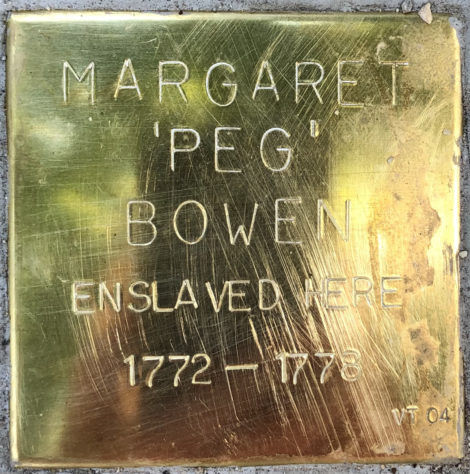 MARGARET
'PEG'
BOWEN
ENSLAVED HERE
1772 – 1778
VT 04